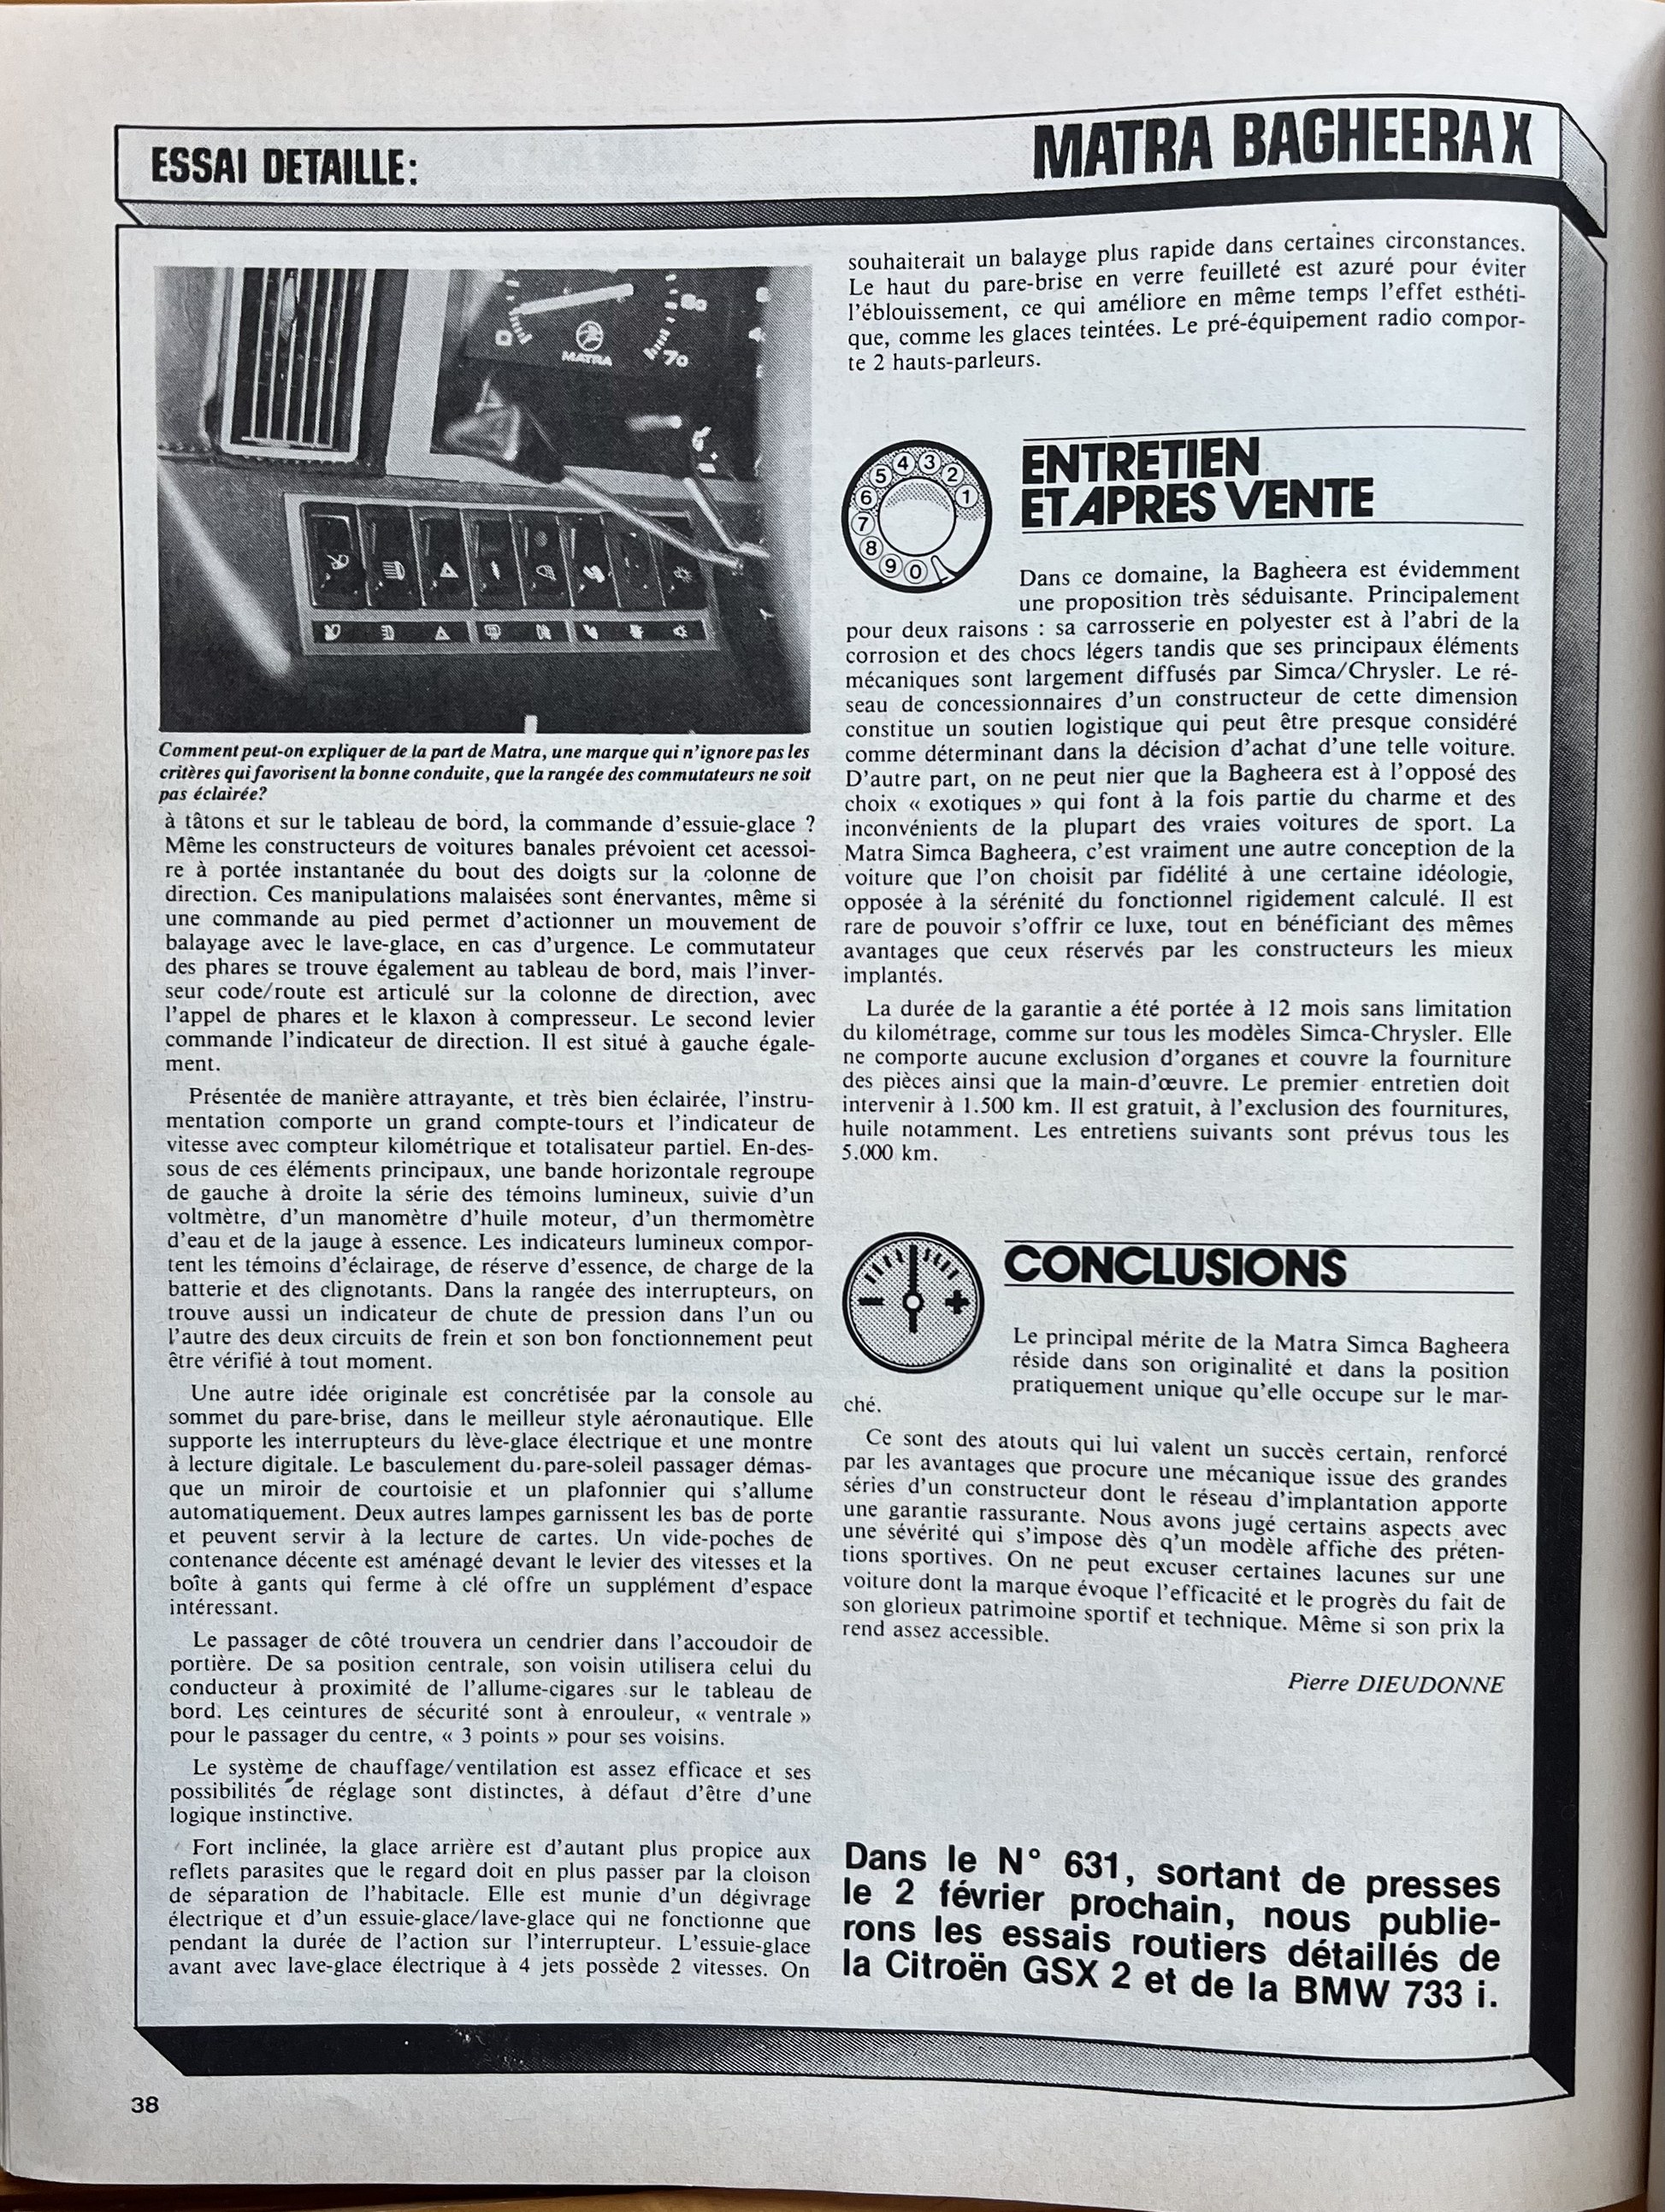 ESSAI DETAILLE:
MATRA BAGHEERA X
MATRA
70
Comment peut-on expliquer de la part de Matra, une marque qui n'ignore pas les
critères qui favorisent la bonne conduite, que la rangée des commutateurs ne soit
pas éclairée?
à tâtons et sur le tableau de bord, la commande d'essuie-glace ?
Même les constructeurs de voitures banales prévoient cet acessoi-
re à portée instantanée du bout des doigts sur la colonne de
direction. Ces manipulations malaisées sont énervantes, même si
une commande au pied permet d'actionner un mouvement de
balayage avec le lave-glace, en cas d'urgence. Le commutateur
des phares se trouve également au tableau de bord, mais l'inver-
seur code/route est articulé sur la colonne de direction, avec
l'appel de phares et le klaxon à compresseur. Le second levier
commande l'indicateur de direction. Il est situé à gauche égale-
ment.
Présentée de manière attrayante, et très bien éclairée, l'instru-
mentation comporte un grand compte-tours et l'indicateur de
vitesse avec compteur kilométrique et totalisateur partiel. En-des-
sous de ces éléments principaux, une bande horizontale regroupe
de gauche à droite la série des témoins lumineux, suivie d'un
voltmètre, d'un manomètre d'huile moteur, d'un thermomètre
d'eau et de la jauge à essence. Les indicateurs lumineux compor-
tent les témoins d'éclairage, de réserve d'essence, de charge de la
batterie et des clignotants. Dans la rangée des interrupteurs, on
trouve aussi un indicateur de chute de pression dans l'un ou
l'autre des deux circuits de frein et son bon fonctionnement peut
être vérifié à tout moment.
Une autre idée originale est concrétisée par la console au
sommet du pare-brise, dans le meilleur style aéronautique. Elle
supporte les interrupteurs du lève-glace électrique et une montre
à lecture digitale. Le basculement du pare-soleil passager démas-
que un miroir de courtoisie et un plafonnier qui s'allume
automatiquement. Deux autres lampes garnissent les bas de porte
et peuvent servir à la lecture de cartes. Un vide-poches de
contenance décente est aménagé devant le levier des vitesses et la
boîte à gants qui ferme à clé offre un supplément d'espace
intéressant.
Le passager de côté trouvera un cendrier dans l'accoudoir de
portière. De sa position centrale, son voisin utilisera celui du
conducteur à proximité de l'allume-cigares sur le tableau de
bord. Les ceintures de sécurité sont à enrouleur, « ventrale »
pour le passager du centre, « 3 points » pour ses voisins.
Le système de chauffage/ventilation est assez efficace et ses
possibilités de réglage sont distinctes, à défaut d'être d'une
logique instinctive.
Fort inclinée, la glace arrière est d'autant plus propice aux
reflets parasites que le regard doit en plus passer par la cloison
de séparation de l'habitacle. Elle est munie d'un dégivrage
électrique et d'un essuie-glace/lave-glace qui ne fonctionne que
pendant la durée de l'action sur l'interrupteur. L'essuie-glace
avant avec lave-glace électrique à 4 jets possède 2 vitesses. On
souhaiterait un balayge plus rapide dans certaines circonstances.
Le haut du pare-brise en verre feuilleté est azuré pour éviter
l'éblouissement, ce qui améliore en même temps l'effet esthéti-
que, comme les glaces teintées. Le pré-équipement radio compor-
te 2 hauts-parleurs.
1 2 3 4 5 6 7 8 9 0
ENTRETIEN
ET APRES VENTE
Dans ce domaine, la Bagheera est évidemment
une proposition très séduisante. Principalement
pour deux raisons : sa carrosserie en polyester est à l'abri de la
corrosion et des chocs légers tandis que ses principaux éléments
mécaniques sont largement diffusés par Simca/Chrysler. Le ré-
seau de concessionnaires d'un constructeur de cette dimension
constitue un soutien logistique qui peut être presque considéré
comme déterminant dans la décision d'achat d'une telle voiture.
D'autre part, on ne peut nier que la Bagheera est à l'opposé des
choix « exotiques » qui font à la fois partie du charme et des
inconvénients de la plupart des vraies voitures de sport. La
Matra Simca Bagheera, c'est vraiment une autre conception de la
voiture que l'on choisit par fidélité à une certaine idéologie,
opposée à la sérénité du fonctionnel rigidement calculé. Il est
rare de pouvoir s'offrir ce luxe, tout en bénéficiant des mêmes
avantages que ceux réservés par les constructeurs les mieux
implantés.
La durée de la garantie a été portée à 12 mois sans limitation
du kilométrage, comme sur tous les modèles Simca-Chrysler. Elle
ne comporte aucune exclusion d'organes et couvre la fourniture
des pièces ainsi que la main-d'œuvre. Le premier entretien doit
intervenir à 1.500 km. Il est gratuit, à l'exclusion des fournitures,
huile notamment. Les entretiens suivants sont prévus tous les
5.000 km.
CONCLUSIONS
Le principal mérite de la Matra Simca Bagheera
réside dans son originalité et dans la position
pratiquement unique qu'elle occupe sur le mar-
ché.
Ce sont des atouts qui lui valent un succès certain, renforcé
par les avantages que procure une mécanique issue des grandes
séries d'un constructeur dont le réseau d'implantation apporte
une garantie rassurante. Nous avons jugé certains aspects avec
une sévérité qui s'impose dès q'un modèle affiche des préten-
tions sportives. On ne peut excuser certaines lacunes sur une
voiture dont la marque évoque l'efficacité et le progrès du fait de
son glorieux patrimoine sportif et technique. Même si son prix la
rend assez accessible.
Pierre DIEUDONNE
Dans le N° 631, sortant de presses
le 2 février prochain, nous publie-
rons les essais routiers détaillés de
la Citroën GSX 2 et de la BMW 733 i.
38